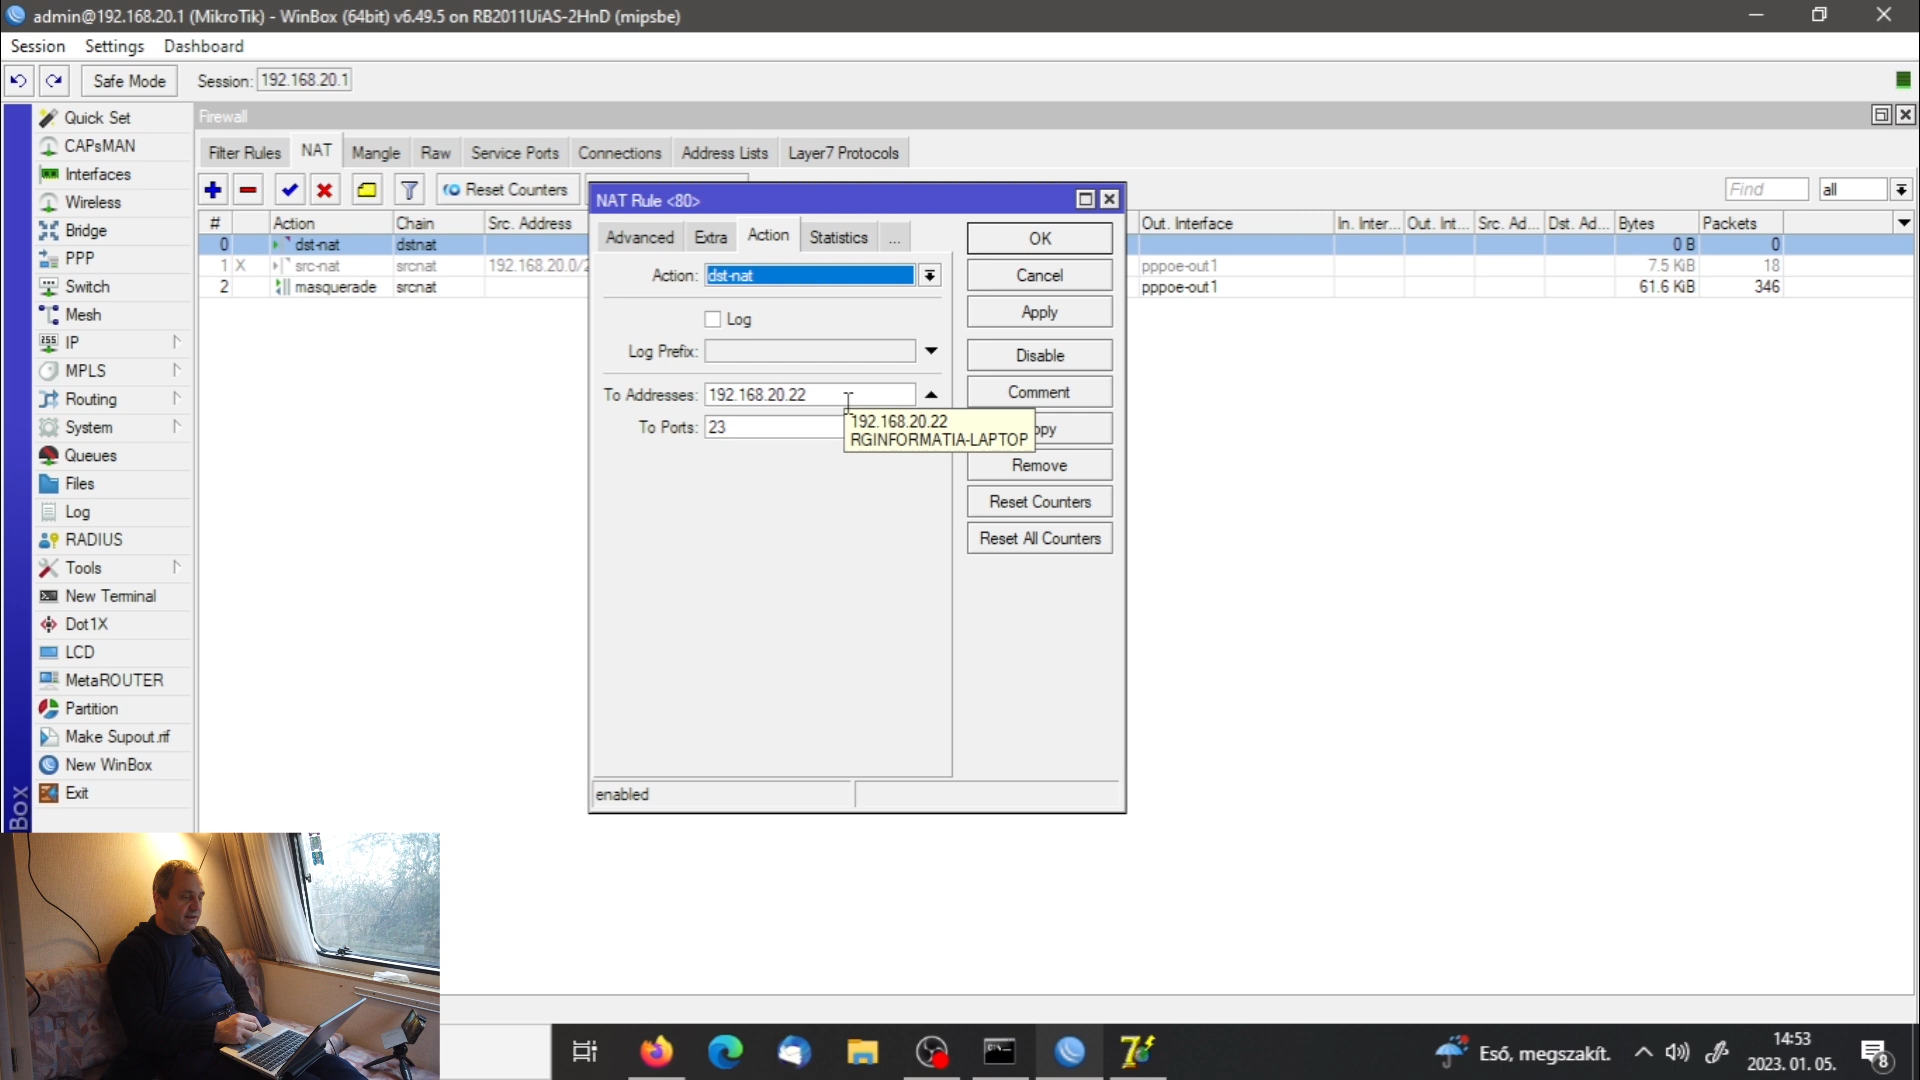 admin@192.168.20.1 (MikroTik) - WinBox (64bit) v6.49.5 on RB2011UiAS-2HnD (mipsbe)
Session Settings Dashboard
Safe Mode Session: 192.168.20.1
Quick Set
CAPsMAN
Interfaces
Wireless
Bridge
PPP
Switch
Mesh
IP
MPLS
Routing
System
Queues
Files
Log
RADIUS
Tools
New Terminal
Dot1X
LCD
MetaROUTER
Partition
Make Supout.rif
New WinBox
Exit
Box
Firewall
Filter Rules NAT Mangle Raw Service Ports Connections Address Lists Layer7 Protocols
Reset Counters Find all
# Action Chain Src. Address Out. Interface In. Inter... Out. Int... Src. Ad... Dst. Ad... Bytes Packets
0 dst-nat dstnat 0 B 0
1 X src-nat srcnat 192.168.20.0/2 pppoe-out1 7.5 KiB 18
2 masquerade srcnat pppoe-out1 61.6 KiB 346
NAT Rule <80>
Advanced Extra Action Statistics ...
Action: dst-nat
Log
Log Prefix:
To Addresses: 192.168.20.22
To Ports: 23
192.168.20.22
RGINFORMATIA-LAPTOP
OK
Cancel
Apply
Disable
Comment
opy
Remove
Reset Counters
Reset All Counters
enabled
Eső, megszakít. 14:53
2023. 01. 05.
8